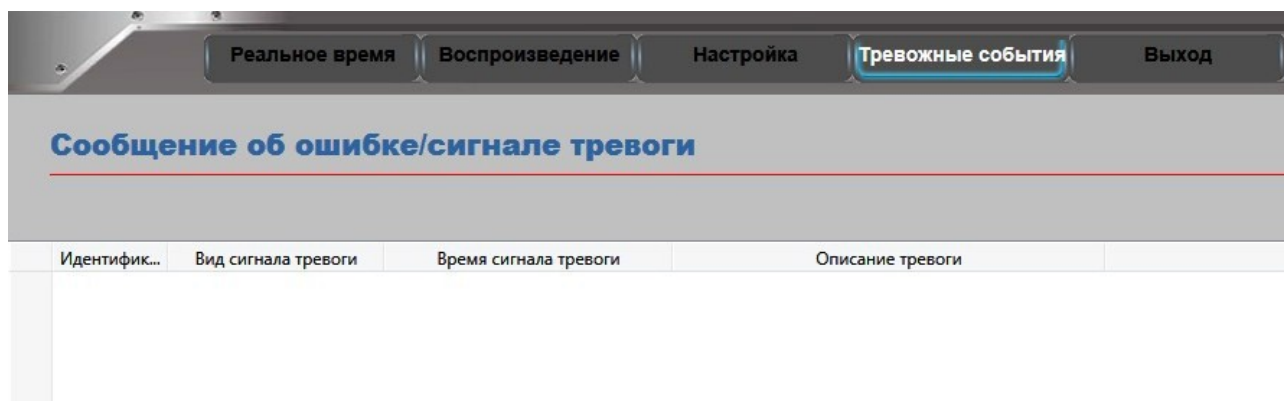 Реальное время Воспроизведение Настройка Тревожные события Выход
Сообщение об ошибке/сигнале тревоги
Идентифик... Вид сигнала тревоги Время сигнала тревоги Описание тревоги